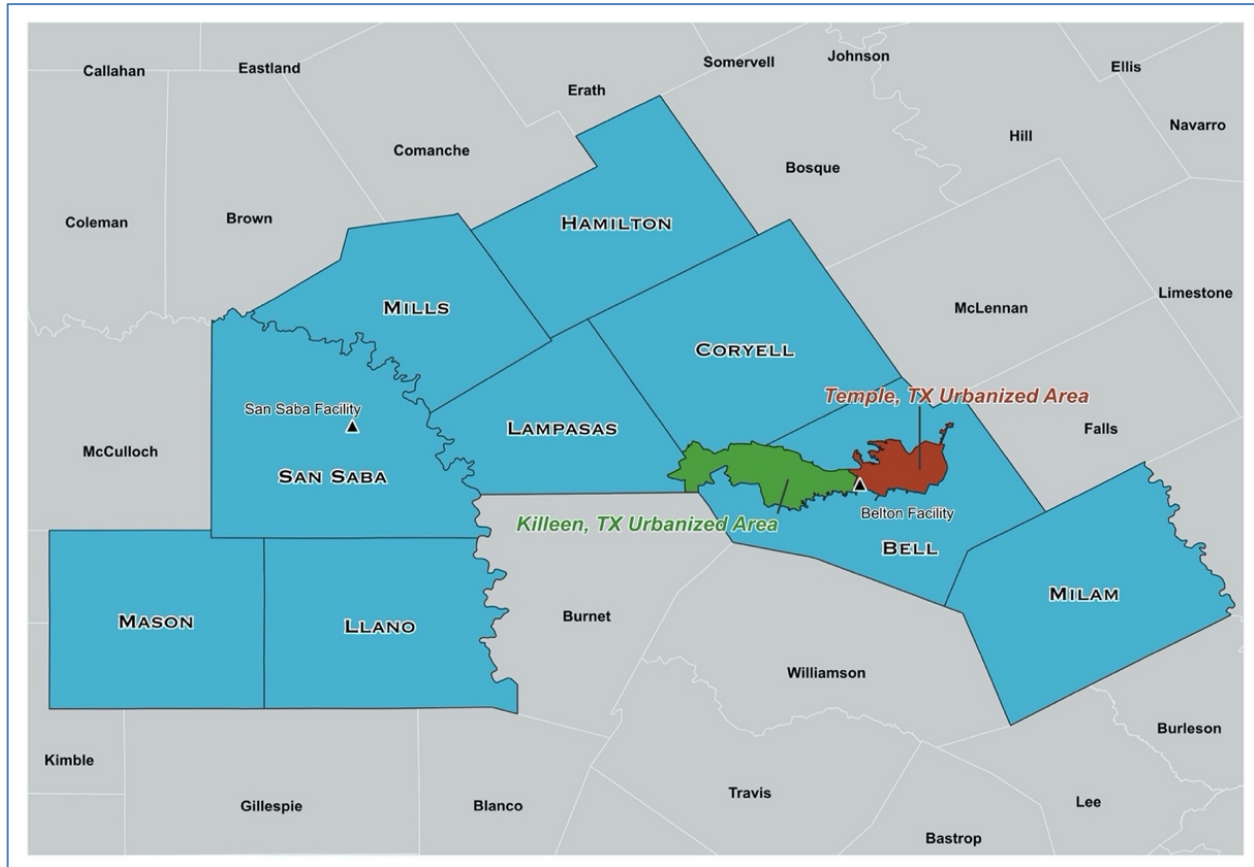 Callahan
Eastland
Somervell
Johnson
Ellis
Erath
Navarro
Hill
Comanche
Bosque
Coleman
Brown
HAMILTON
Limestone
MILLS
McLennan
CORYELL
Temple, TX Urbanized Area
San Saba Facility
LAMPASAS
Falls
McCulloch
SAN SABA
Killeen, TX Urbanized Area
Belton Facility
BELL
MILAM
MASON
LLANO
Burnet
Williamson
Burleson
Kimble
Gillespie
Blanco
Travis
Lee
Bastrop